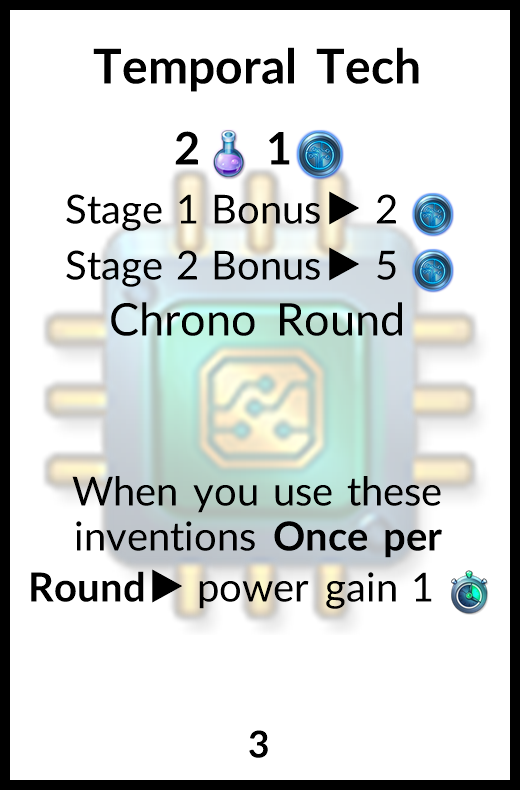 Temporal Tech
2 1
Stage 1 Bonus▶ 2
Stage 2 Bonus▶ 5
Chrono Round
When you use these
inventions Once per
Round▶ power gain 1
3